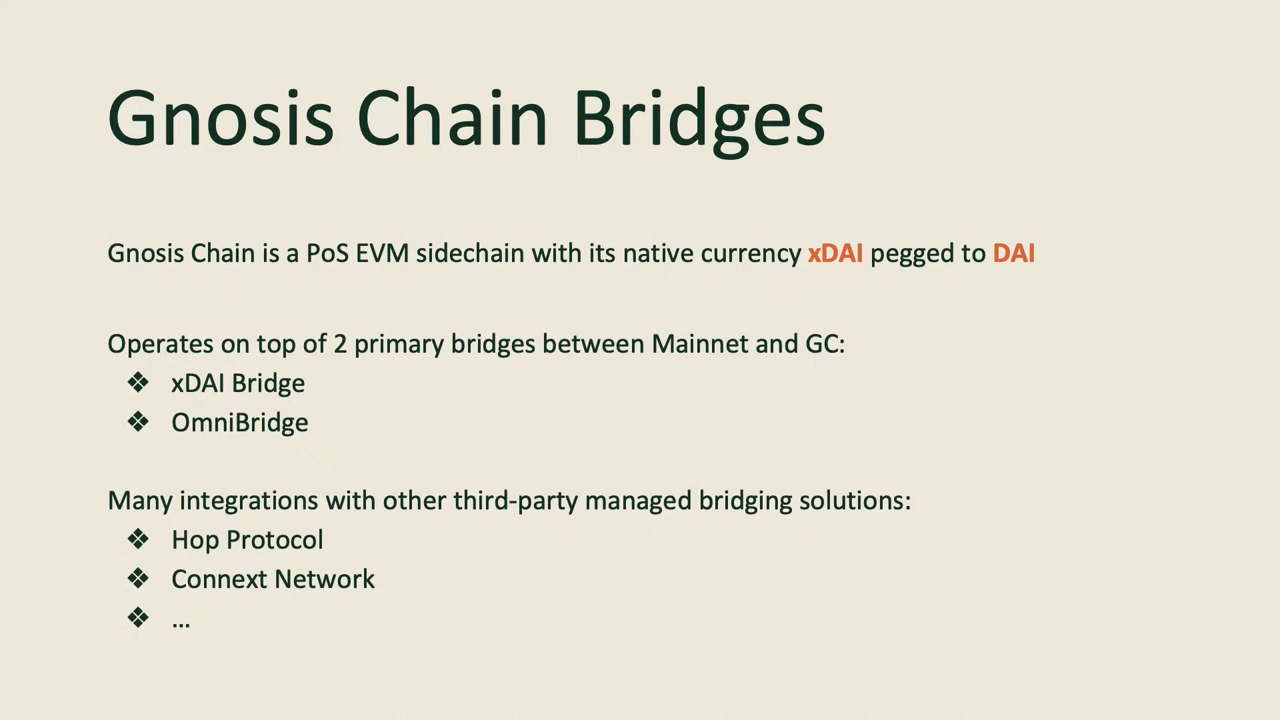 Gnosis Chain Bridges
Gnosis Chain is a PoS EVM sidechain with its native currency xDAI pegged to DAI
Operates on top of 2 primary bridges between Mainnet and GC:
❖ xDAI Bridge
❖ OmniBridge
Many integrations with other third-party managed bridging solutions:
❖ Hop Protocol
❖ Connext Network
❖ ...